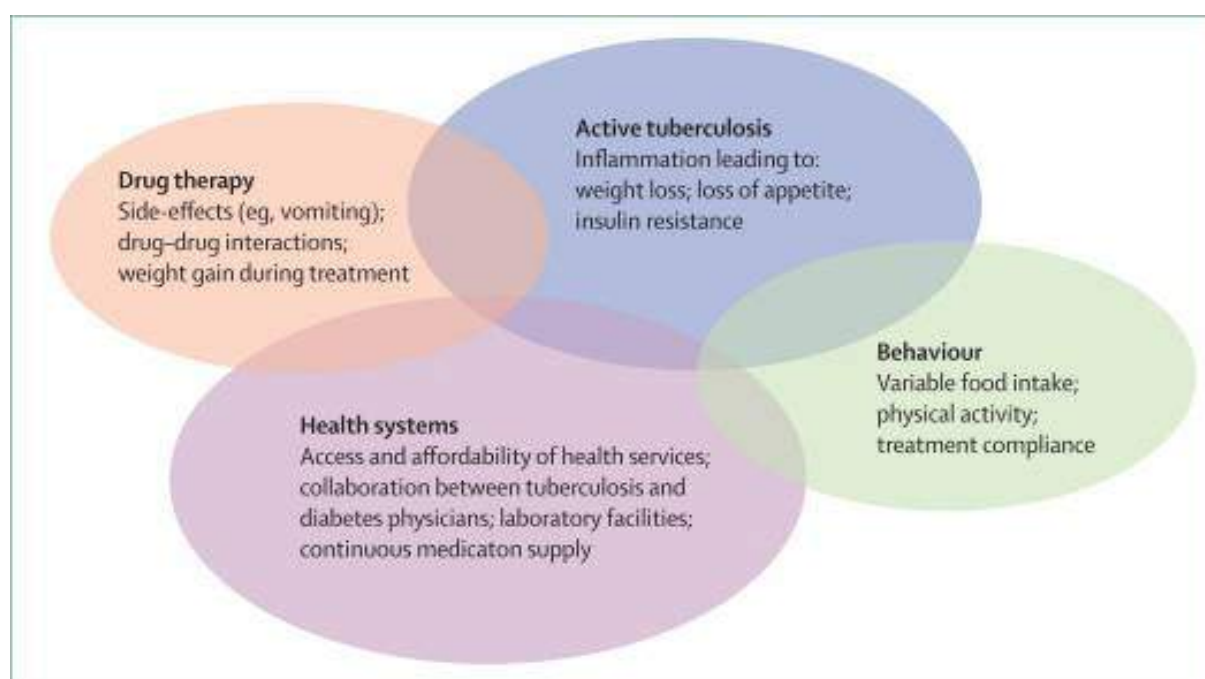 Active tuberculosis
Inflammation leading to:
weight loss; loss of appetite;
insulin resistance
Drug therapy
Side-effects (eg, vomiting);
drug–drug interactions;
weight gain during treatment
Behaviour
Variable food intake;
physical activity;
treatment compliance
Health systems
Access and affordability of health services;
collaboration between tuberculosis and
diabetes physicians; laboratory facilities;
continuous medicaton supply